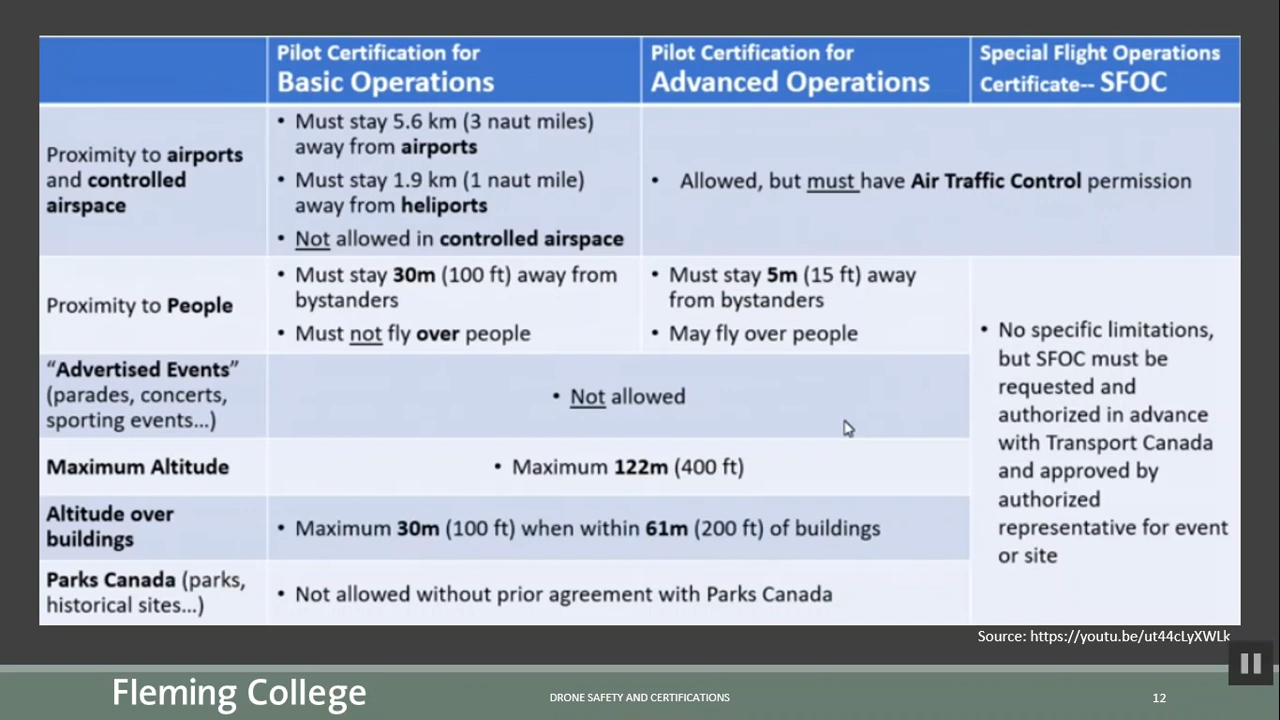 Pilot Certification for
Basic Operations
Pilot Certification for
Advanced Operations
Special Flight Operations
Certificate-- SFOC
Proximity to airports
and controlled
airspace
• Must stay 5.6 km (3 naut miles)
away from airports
• Must stay 1.9 km (1 naut mile)
away from heliports
• Not allowed in controlled airspace
• Allowed, but must have Air Traffic Control permission
Proximity to People
• Must stay 30m (100 ft) away from
bystanders
• Must not fly over people
• Must stay 5m (15 ft) away
from bystanders
• May fly over people
• No specific limitations,
but SFOC must be
requested and
authorized in advance
with Transport Canada
and approved by
authorized
representative for event
or site
“Advertised Events”
(parades, concerts,
sporting events…)
• Not allowed
Maximum Altitude
• Maximum 122m (400 ft)
Altitude over
buildings
• Maximum 30m (100 ft) when within 61m (200 ft) of buildings
Parks Canada (parks,
historical sites…)
• Not allowed without prior agreement with Parks Canada
Source: https://youtu.be/ut44cLyXWLk
Fleming College
DRONE SAFETY AND CERTIFICATIONS
12